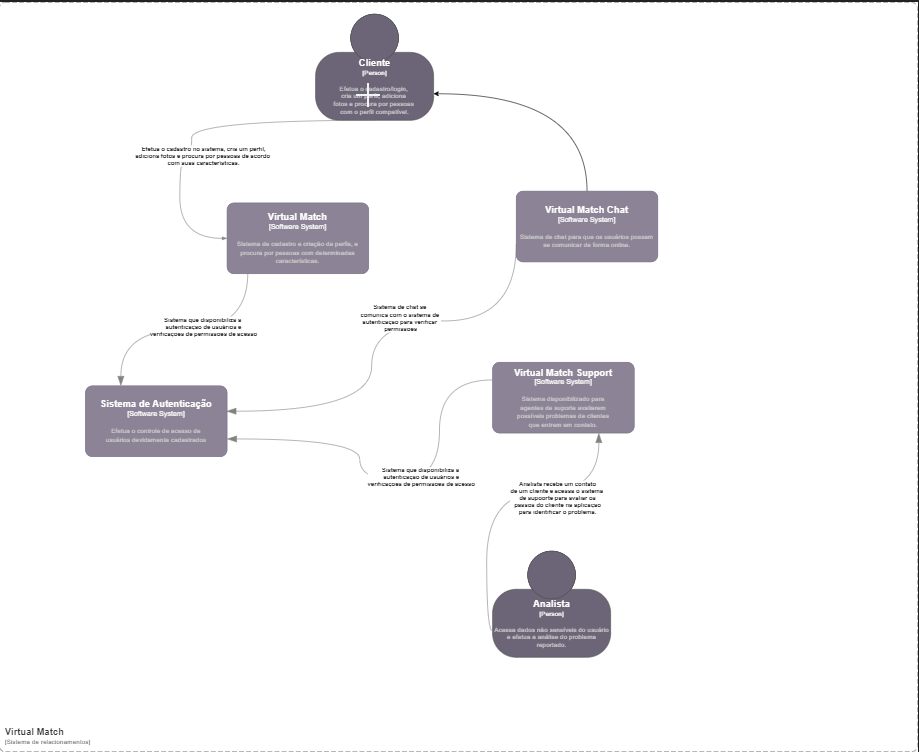 Cliente
[Person]
Efetua o cadastro/login,
cria um perfil, adiciona
fotos e procura por pessoas
com o perfil compatível.
Efetua o cadastro no sistema, cria um perfil,
adiciona fotos e procura por pessoas de acordo
com suas características.
Virtual Match
[Software System]
Sistema de cadastro e criação de perfis, e
procura por pessoas com determinadas
características.
Virtual Match Chat
[Software System]
Sistema de chat para que os usuários possam
se comunicar de forma online.
Sistema que disponibiliza a
autenticação de usuários e
verificações de permissões de acesso
Sistema de chat se
comunica com o sistema de
autenticação para verificar
permissões
Virtual Match Support
[Software System]
Sistema disponibilizado para
agentes de suporte avaliarem
possíveis problemas de clientes
que entram em contato.
Sistema de Autenticação
[Software System]
Efetua o controle de acesso de
usuários devidamente cadastrados
Sistema que disponibiliza a
autenticação de usuários e
verificações de permissões de acesso
Analista recebe um contato
de um cliente e acessa o sistema
de supoorte para avaliar os
passos do cliente na aplicação
para identificar o problema.
Analista
[Person]
Acessa dados não sensíveis do usuário
e efetua a análise do problema
reportado.
Virtual Match
[Sistema de relacionamentos]